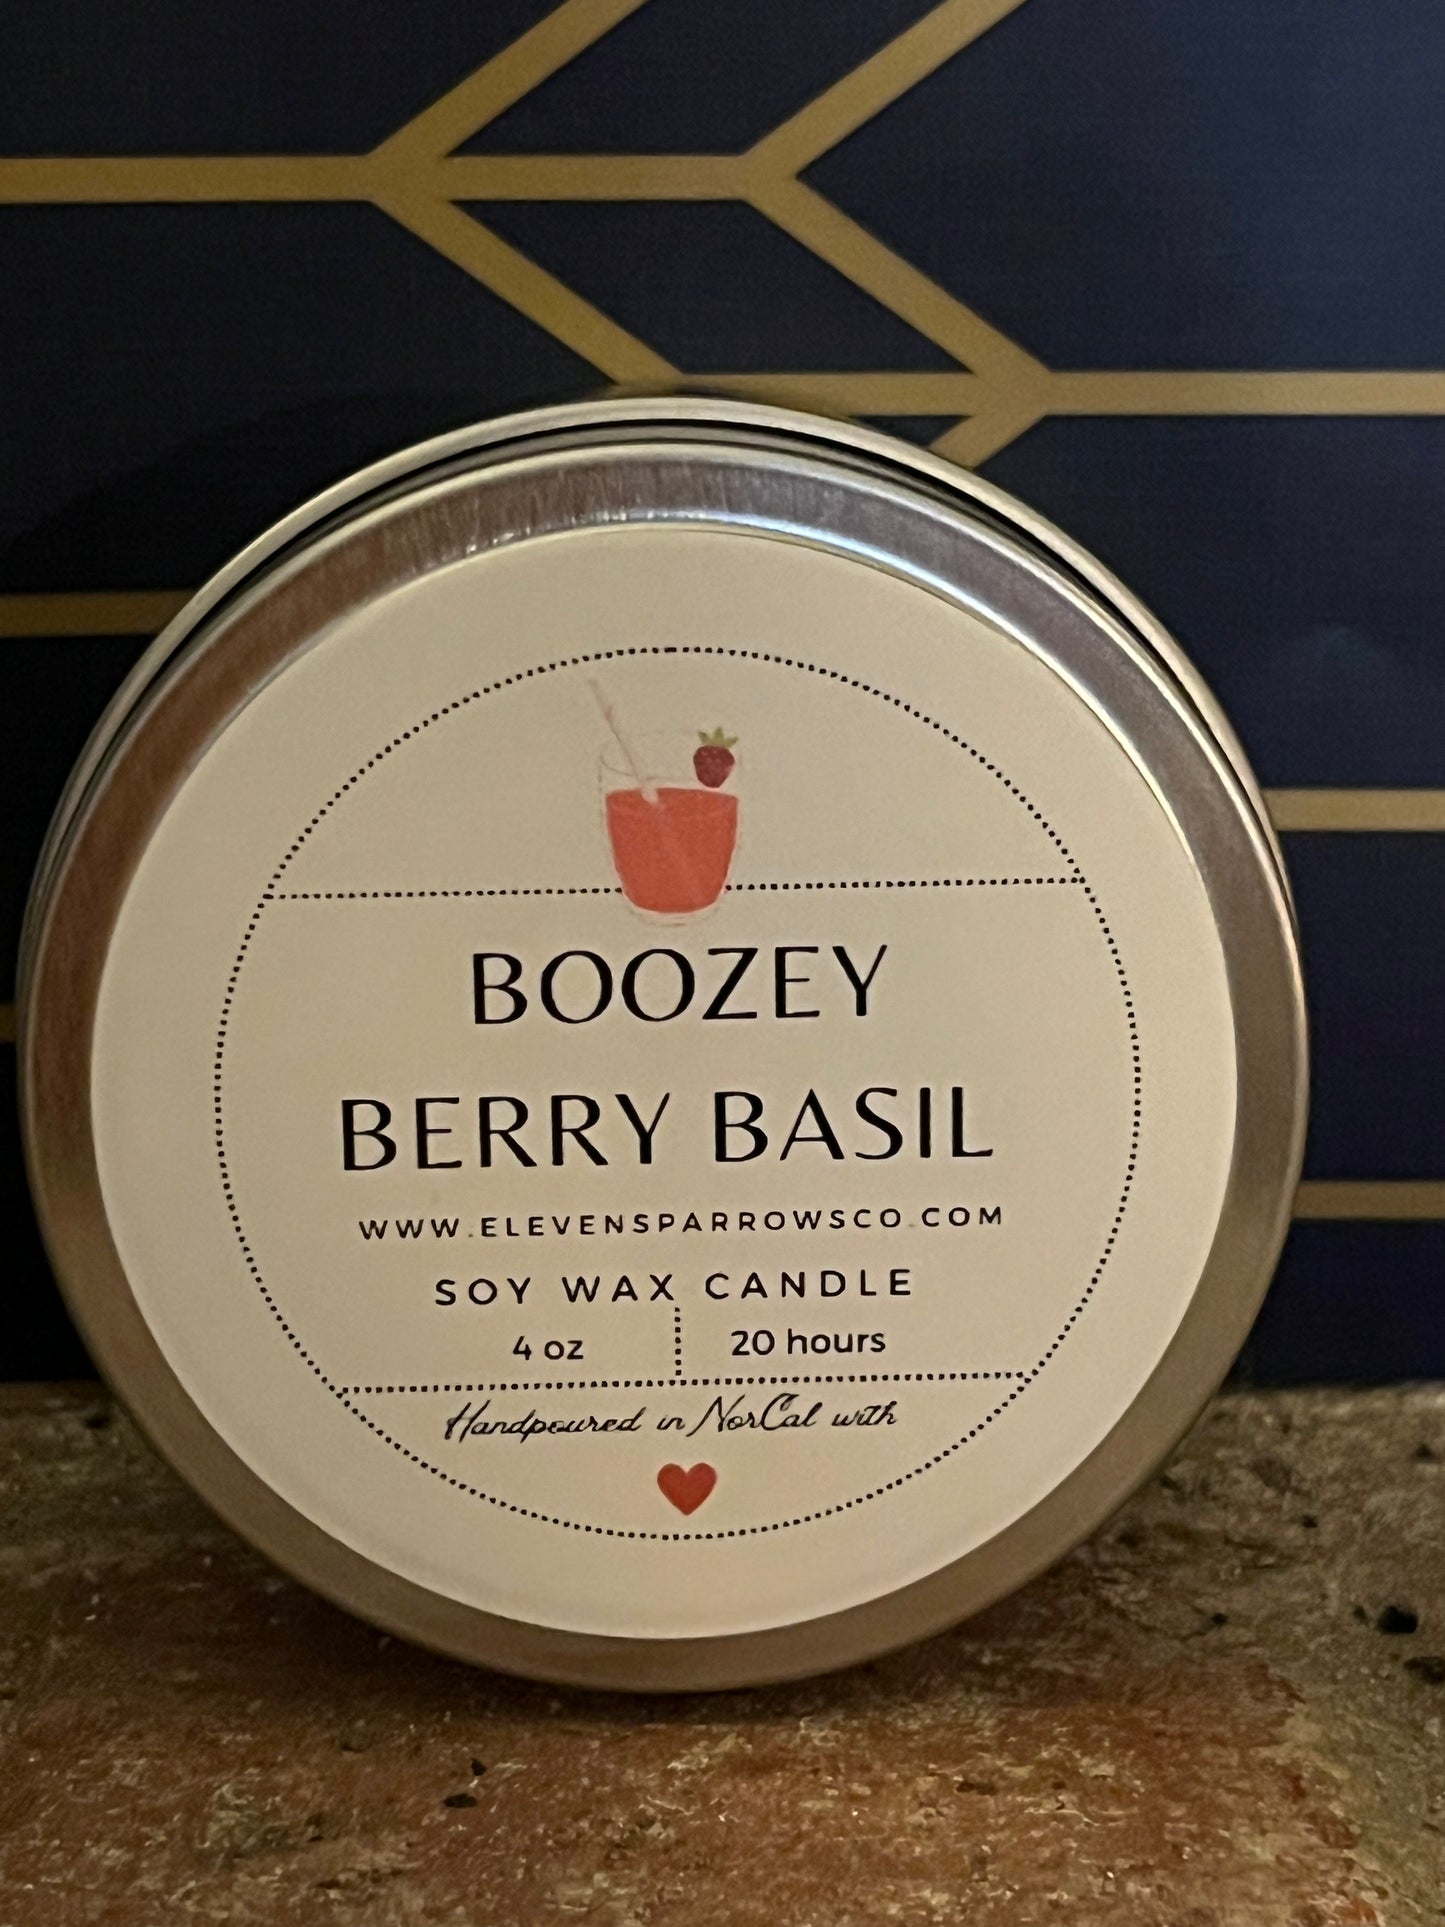 BOOZEY
BERRY BASIL
WWW.ELEVENSPARROWSCO.COM
SOY WAX CANDLE
4 oz 20 hours
Handpoured in NorCal with